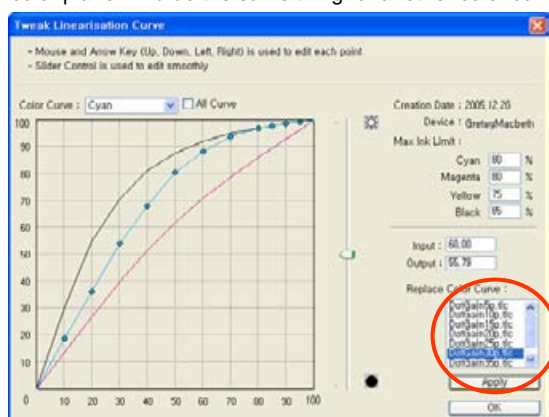 Tweak Linearisation Curve
- Mouse and Arrow Key (Up, Down, Left, Right) is used to edit each point
- Slider Control is used to edit smoothly
Color Curve : Cyan All Curve
Creation Date : 2005.12.20
Device : GretagMacbeth
Max Ink Limit :
Cyan 80 %
Magenta 80 %
Yellow 75 %
Black 85 %
Input : 60.00
Output : 55.79
Replace Color Curve :
DotGain5p.tlc
DotGain10p.tlc
DotGain15p.tlc
DotGain20p.tlc
DotGain25p.tlc
DotGain30p.tlc
DotGain35p.tlc
Apply
OK
100
90
80
70
60
50
40
30
20
10
0 10 20 30 40 50 60 70 80 90 100